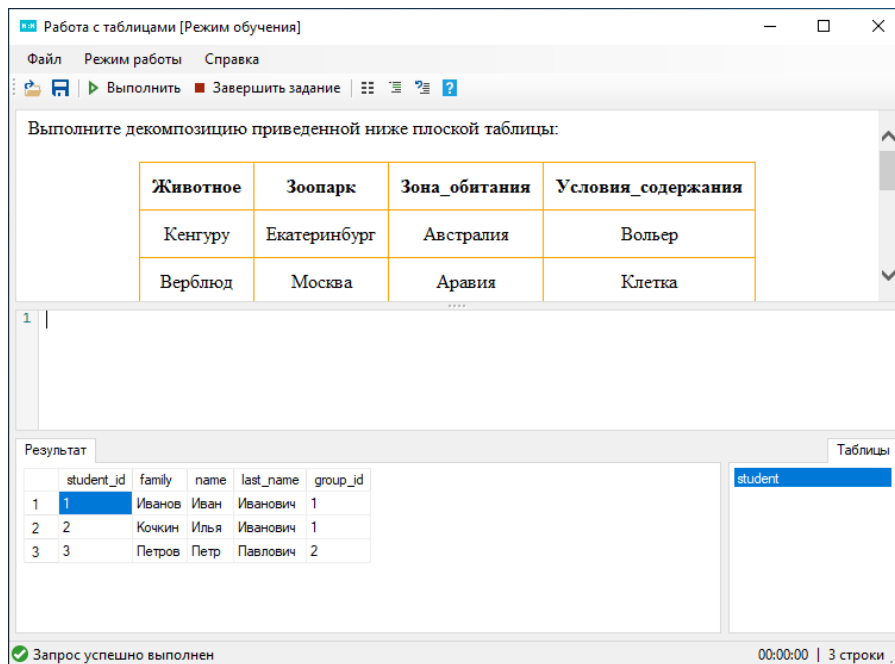 Работа с таблицами [Режим обучения]
Файл Режим работы Справка
Выполнить Завершить задание
Выполните декомпозицию приведенной ниже плоской таблицы:
Животное Зоопарк Зона_обитания Условия_содержания
Кенгуру Екатеринбург Австралия Вольер
Верблюд Москва Аравия Клетка
1
Результат Таблицы
student_id family name last_name group_id
1 1 Иванов Иван Иванович 1
2 2 Кочкин Илья Иванович 1
3 3 Петров Петр Павлович 2
student
Запрос успешно выполнен 00:00:00 | 3 строки